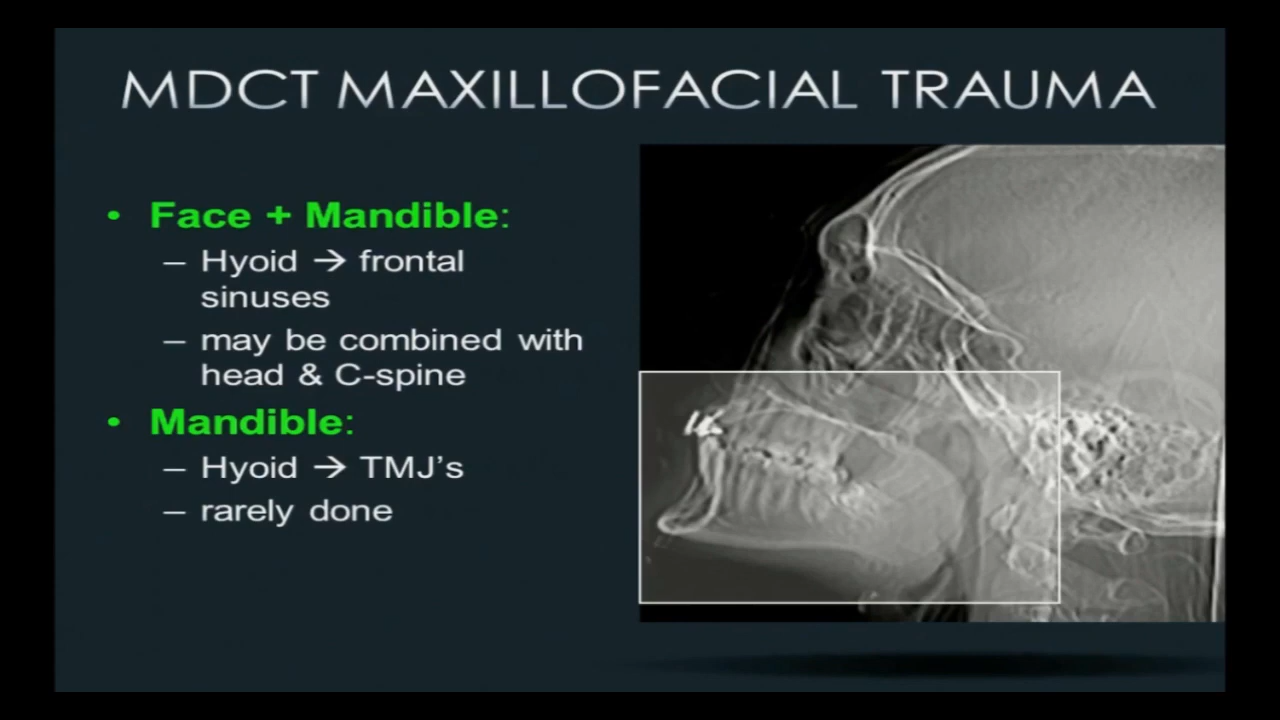 MDCT MAXILLOFACIAL TRAUMA
• Face + Mandible:
– Hyoid → frontal
sinuses
– may be combined with
head & C-spine
• Mandible:
– Hyoid → TMJ's
– rarely done